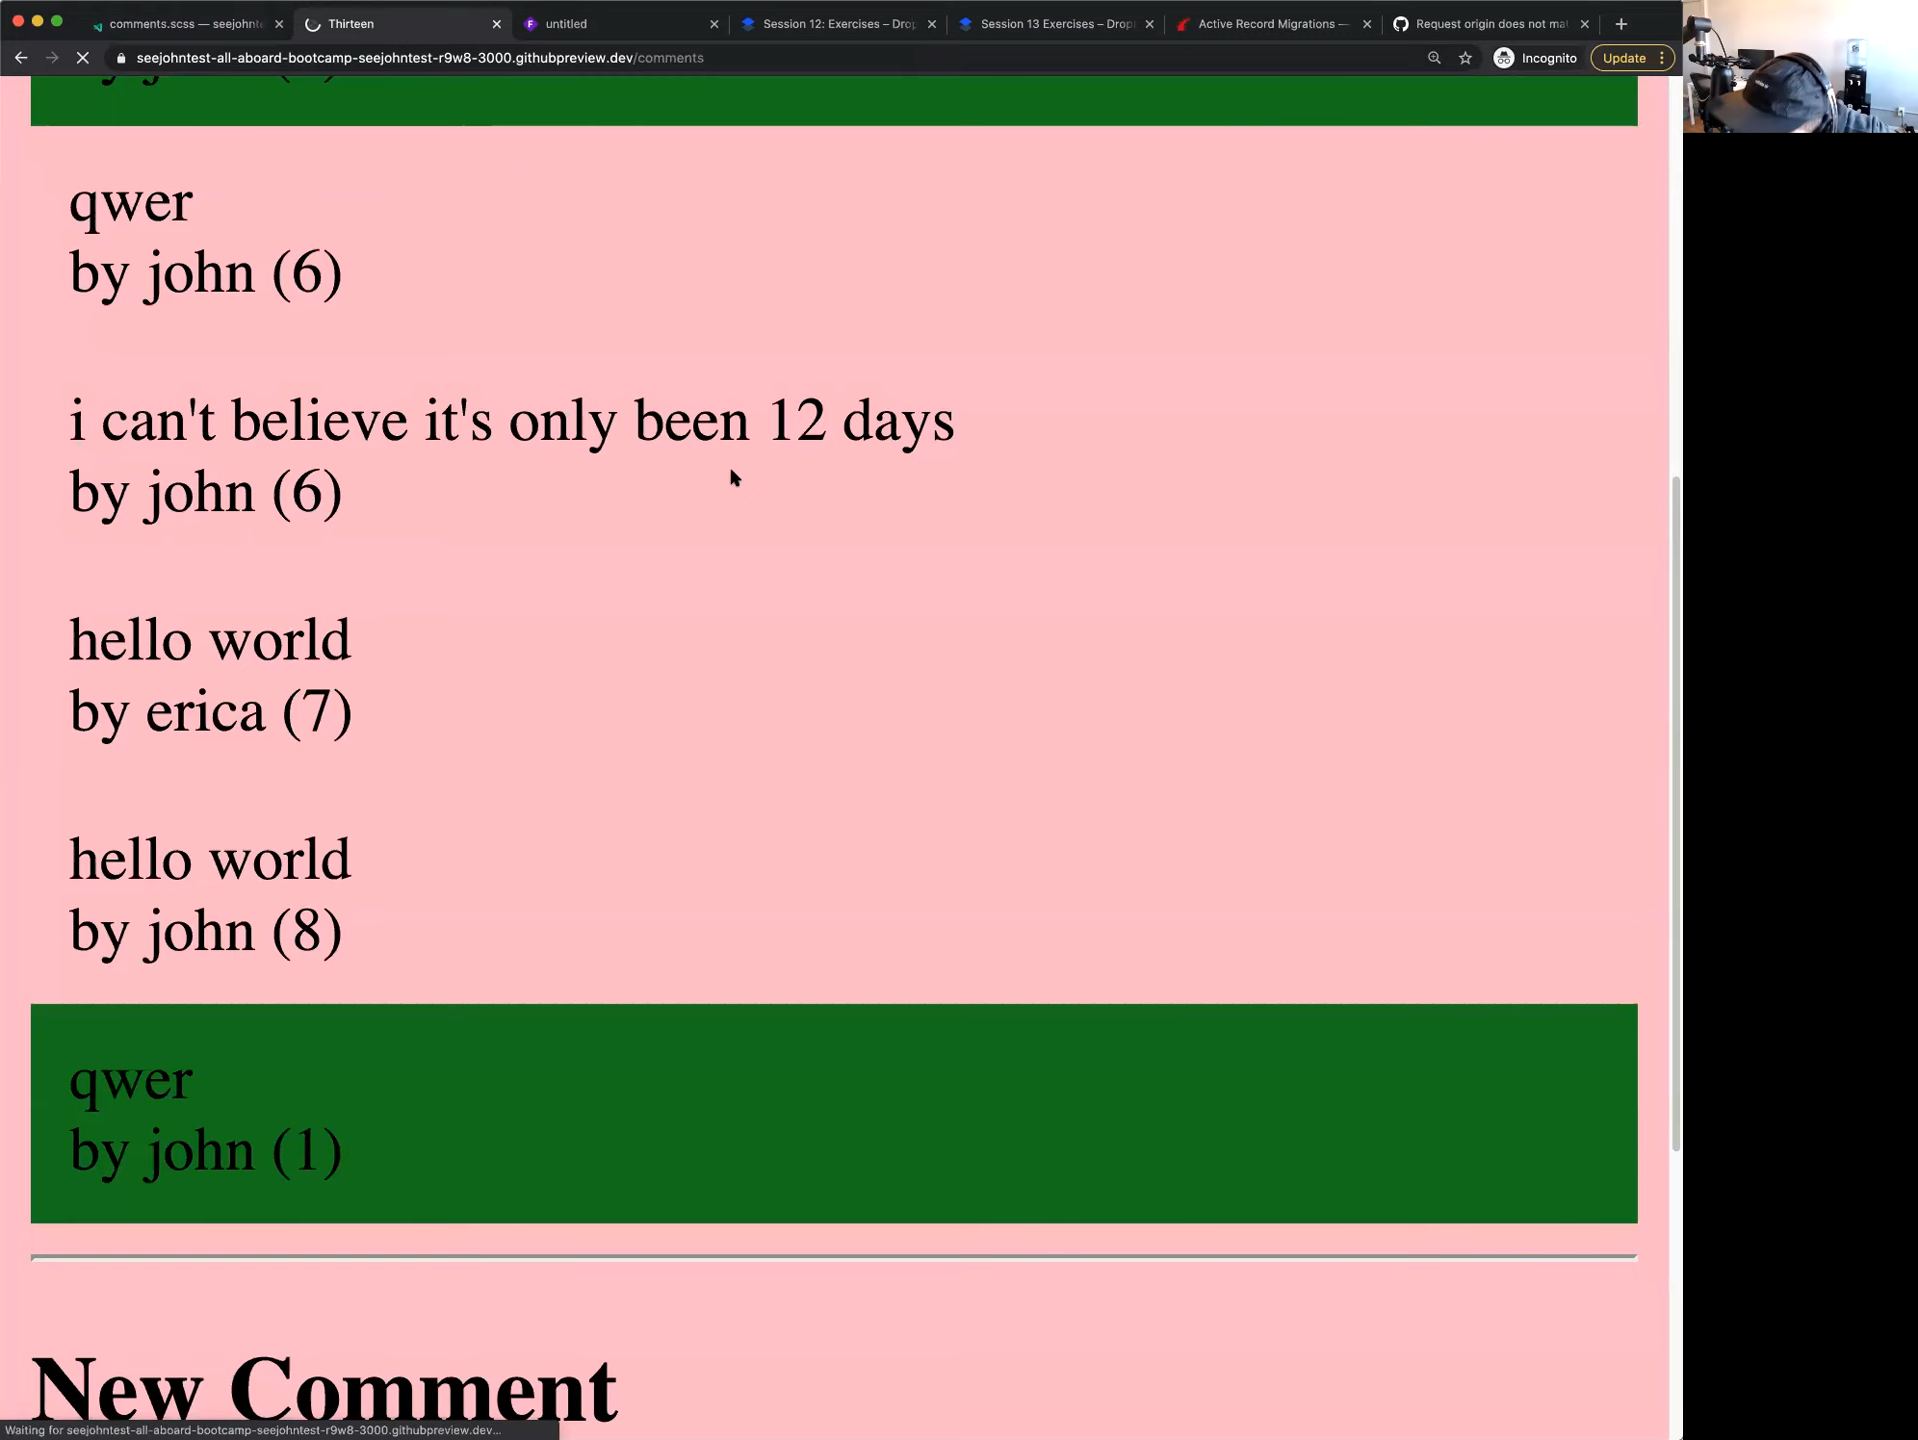 comments.scss — seejohnte
Thirteen
untitled
Session 12: Exercises – Drop
Session 13 Exercises – Drop
Active Record Migrations —
Request origin does not ma
seejohntest-all-aboard-bootcamp-seejohntest-r9w8-3000.githubpreview.dev/comments
Incognito
Update
qwer
by john (6)
i can't believe it's only been 12 days
by john (6)
hello world
by erica (7)
hello world
by john (8)
qwer
by john (1)
New Comment
Waiting for seejohntest-all-aboard-bootcamp-seejohntest-r9w8-3000.githubpreview.dev...